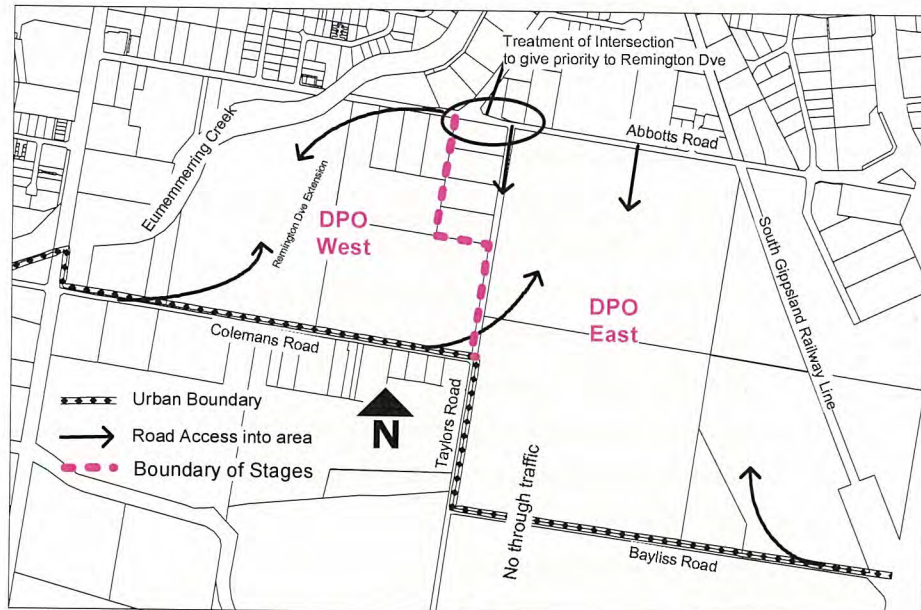 Treatment of Intersection
to give priority to Remington Dve
Abbotts Road
Eumemmerring Creek
Remington Dve Extension
DPO
West
DPO
East
South Gippsland Railway Line
Colemans Road
Urban Boundary
Road Access into area
Boundary of Stages
N
Taylors Road
No through traffic
Bayliss Road